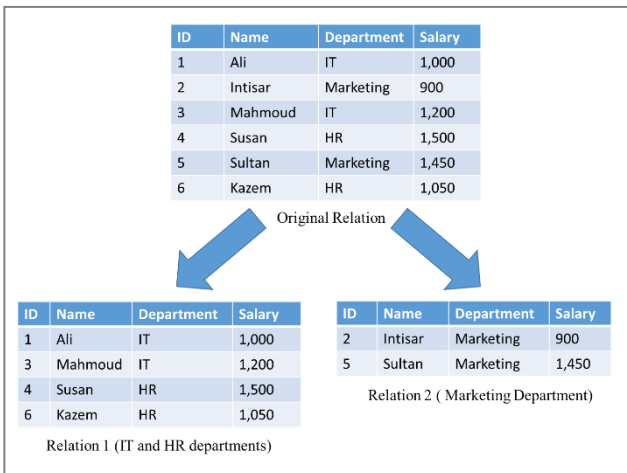 ID Name Department Salary
1 Ali IT 1,000
2 Intisar Marketing 900
3 Mahmoud IT 1,200
4 Susan HR 1,500
5 Sultan Marketing 1,450
6 Kazem HR 1,050
Original Relation
ID Name Department Salary
1 Ali IT 1,000
3 Mahmoud IT 1,200
4 Susan HR 1,500
6 Kazem HR 1,050
Relation 1 (IT and HR departments)
ID Name Department Salary
2 Intisar Marketing 900
5 Sultan Marketing 1,450
Relation 2 ( Marketing Department)